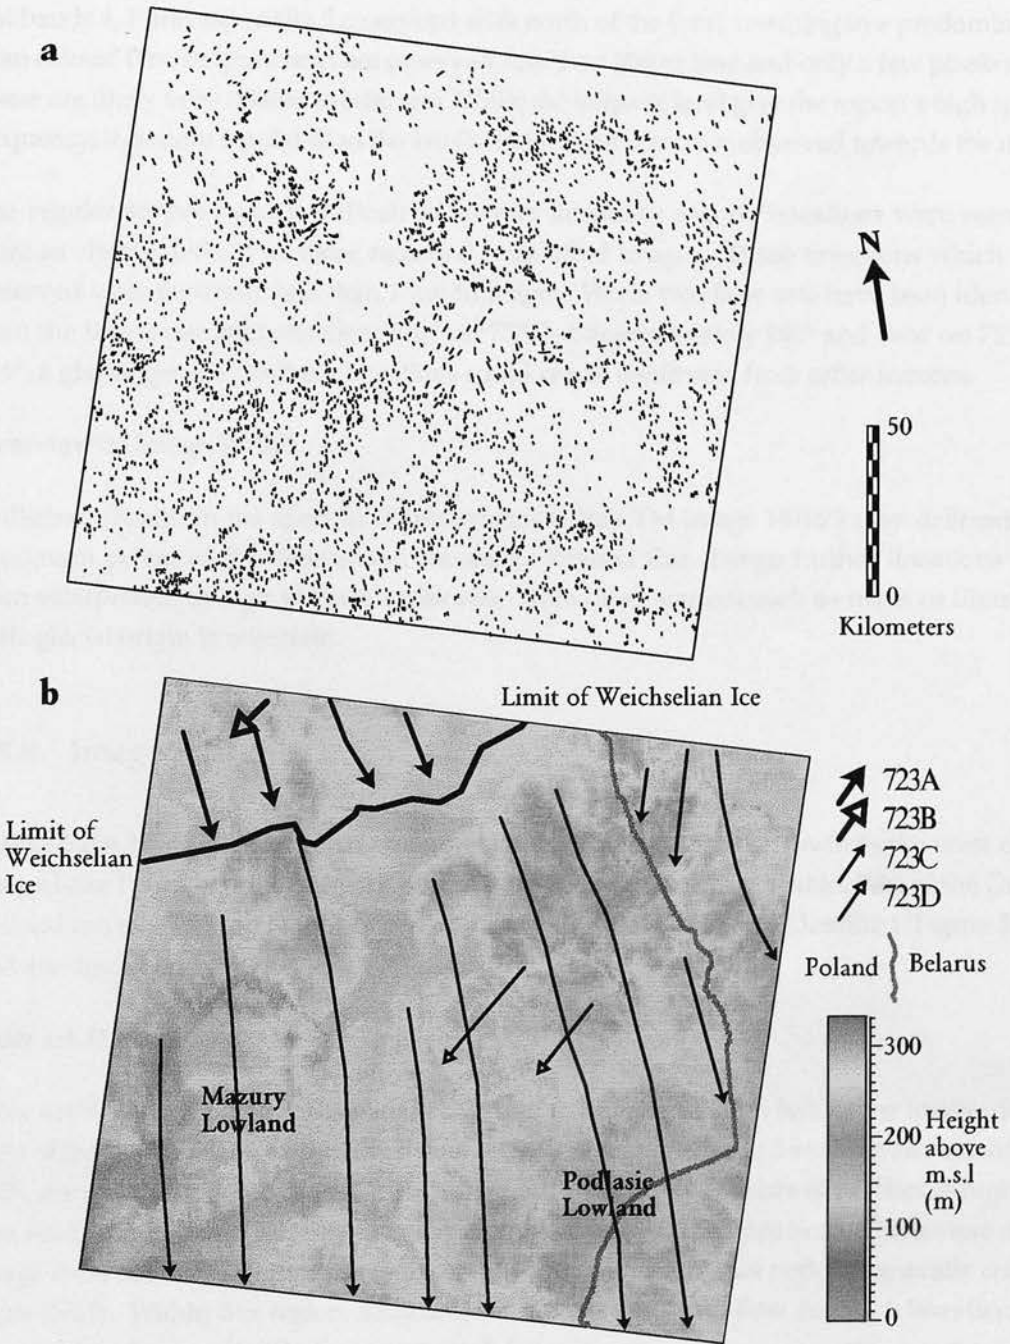 a
N
50
0
Kilometers
b
Limit of Weichselian Ice
Limit of
Weichselian
Ice
723A
723B
723C
723D
Poland
Belarus
Mazury
Lowland
Podlasie
Lowland
300
200
100
0
Height
above
m.s.l
(m)